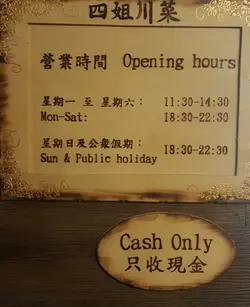 四姐川菜
營業時間 Opening hours
星期一 至 星期六： 11:30-14:30
Mon-Sat: 18:30-22:30
星期日及公眾假期： 18:30-22:30
Sun & Public holiday
Cash Only
只收現金